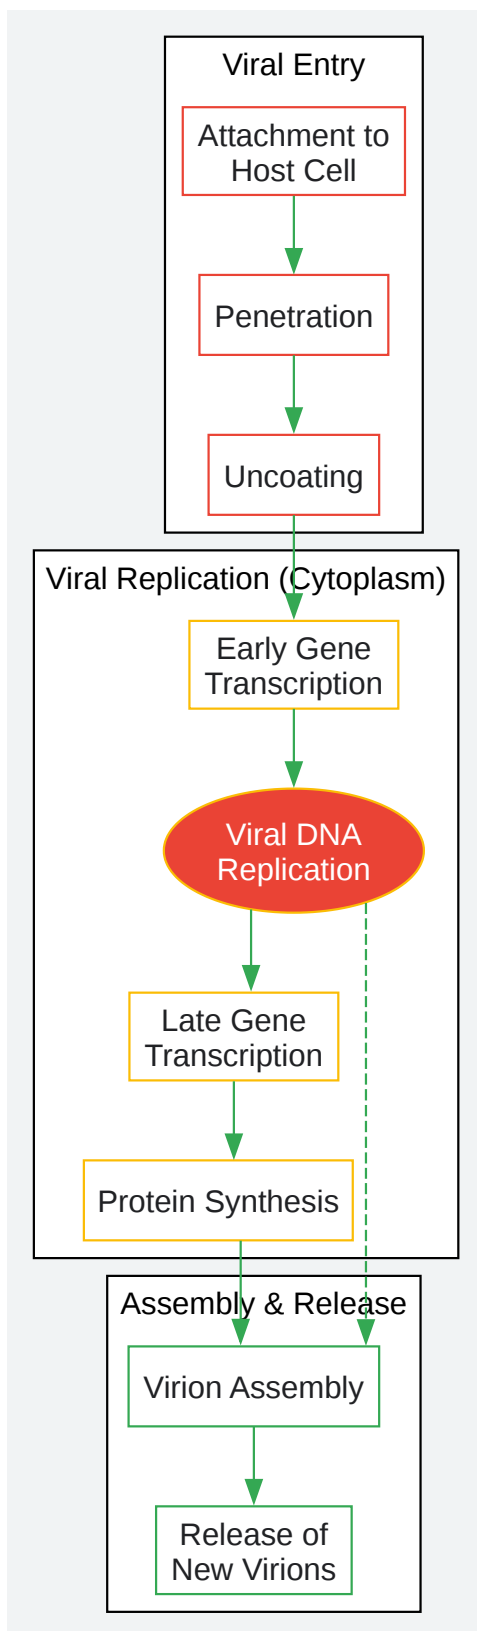 Viral Entry
Attachment to
Host Cell
Penetration
Uncoating
Viral Replication (Cytoplasm)
Early Gene
Transcription
Viral DNA
Replication
Late Gene
Transcription
Protein Synthesis
Assembly & Release
Virion Assembly
Release of
New Virions